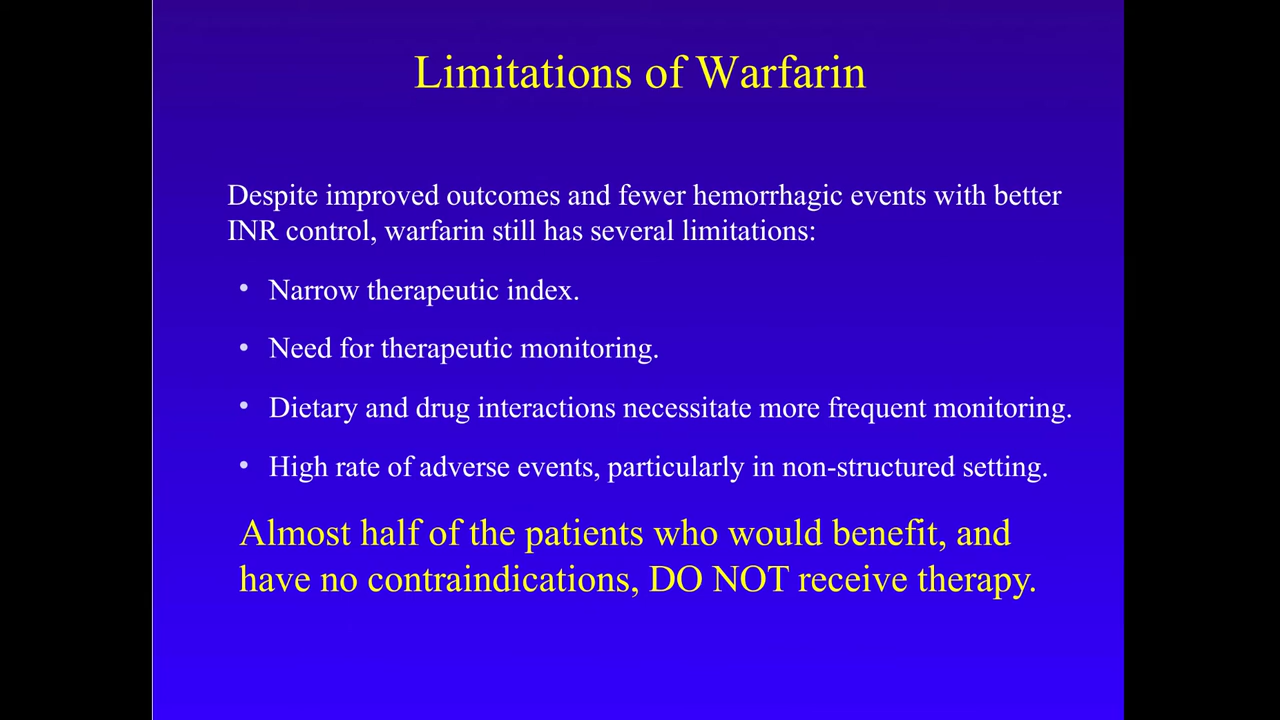 Limitations of Warfarin
Despite improved outcomes and fewer hemorrhagic events with better
INR control, warfarin still has several limitations:
• Narrow therapeutic index.
• Need for therapeutic monitoring.
• Dietary and drug interactions necessitate more frequent monitoring.
• High rate of adverse events, particularly in non-structured setting.
Almost half of the patients who would benefit, and
have no contraindications, DO NOT receive therapy.